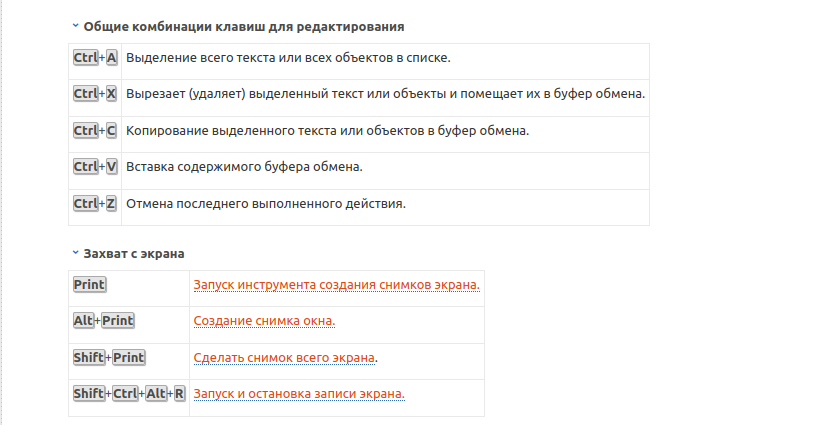 Общие комбинации клавиш для редактирования
Ctrl+A Выделение всего текста или всех объектов в списке.
Ctrl+X Вырезает (удаляет) выделенный текст или объекты и помещает их в буфер обмена.
Ctrl+C Копирование выделенного текста или объектов в буфер обмена.
Ctrl+V Вставка содержимого буфера обмена.
Ctrl+Z Отмена последнего выполненного действия.
Захват с экрана
Print Запуск инструмента создания снимков экрана.
Alt+Print Создание снимка окна.
Shift+Print Сделать снимок всего экрана.
Shift+Ctrl+Alt+R Запуск и остановка записи экрана.